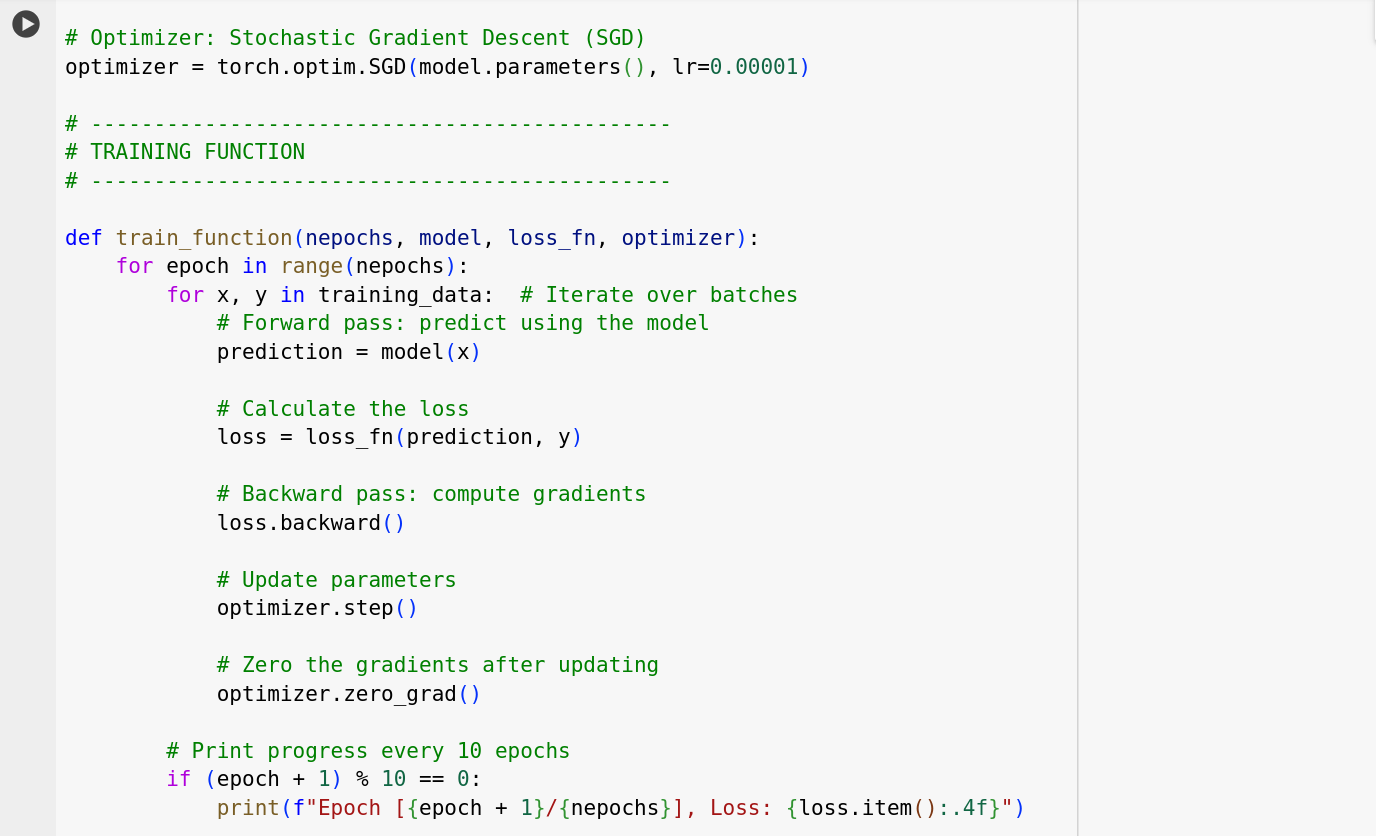 # Optimizer: Stochastic Gradient Descent (SGD)
optimizer = torch.optim.SGD(model.parameters(), lr=0.00001)
# ----------------------------------------------
# TRAINING FUNCTION
# ----------------------------------------------
def train_function(nepochs, model, loss_fn, optimizer):
    for epoch in range(nepochs):
        for x, y in training_data:  # Iterate over batches
            # Forward pass: predict using the model
            prediction = model(x)
            # Calculate the loss
            loss = loss_fn(prediction, y)
            # Backward pass: compute gradients
            loss.backward()
            # Update parameters
            optimizer.step()
            # Zero the gradients after updating
            optimizer.zero_grad()
        # Print progress every 10 epochs
        if (epoch + 1) % 10 == 0:
            print(f"Epoch [{epoch + 1}/{nepochs}], Loss: {loss.item():.4f}")